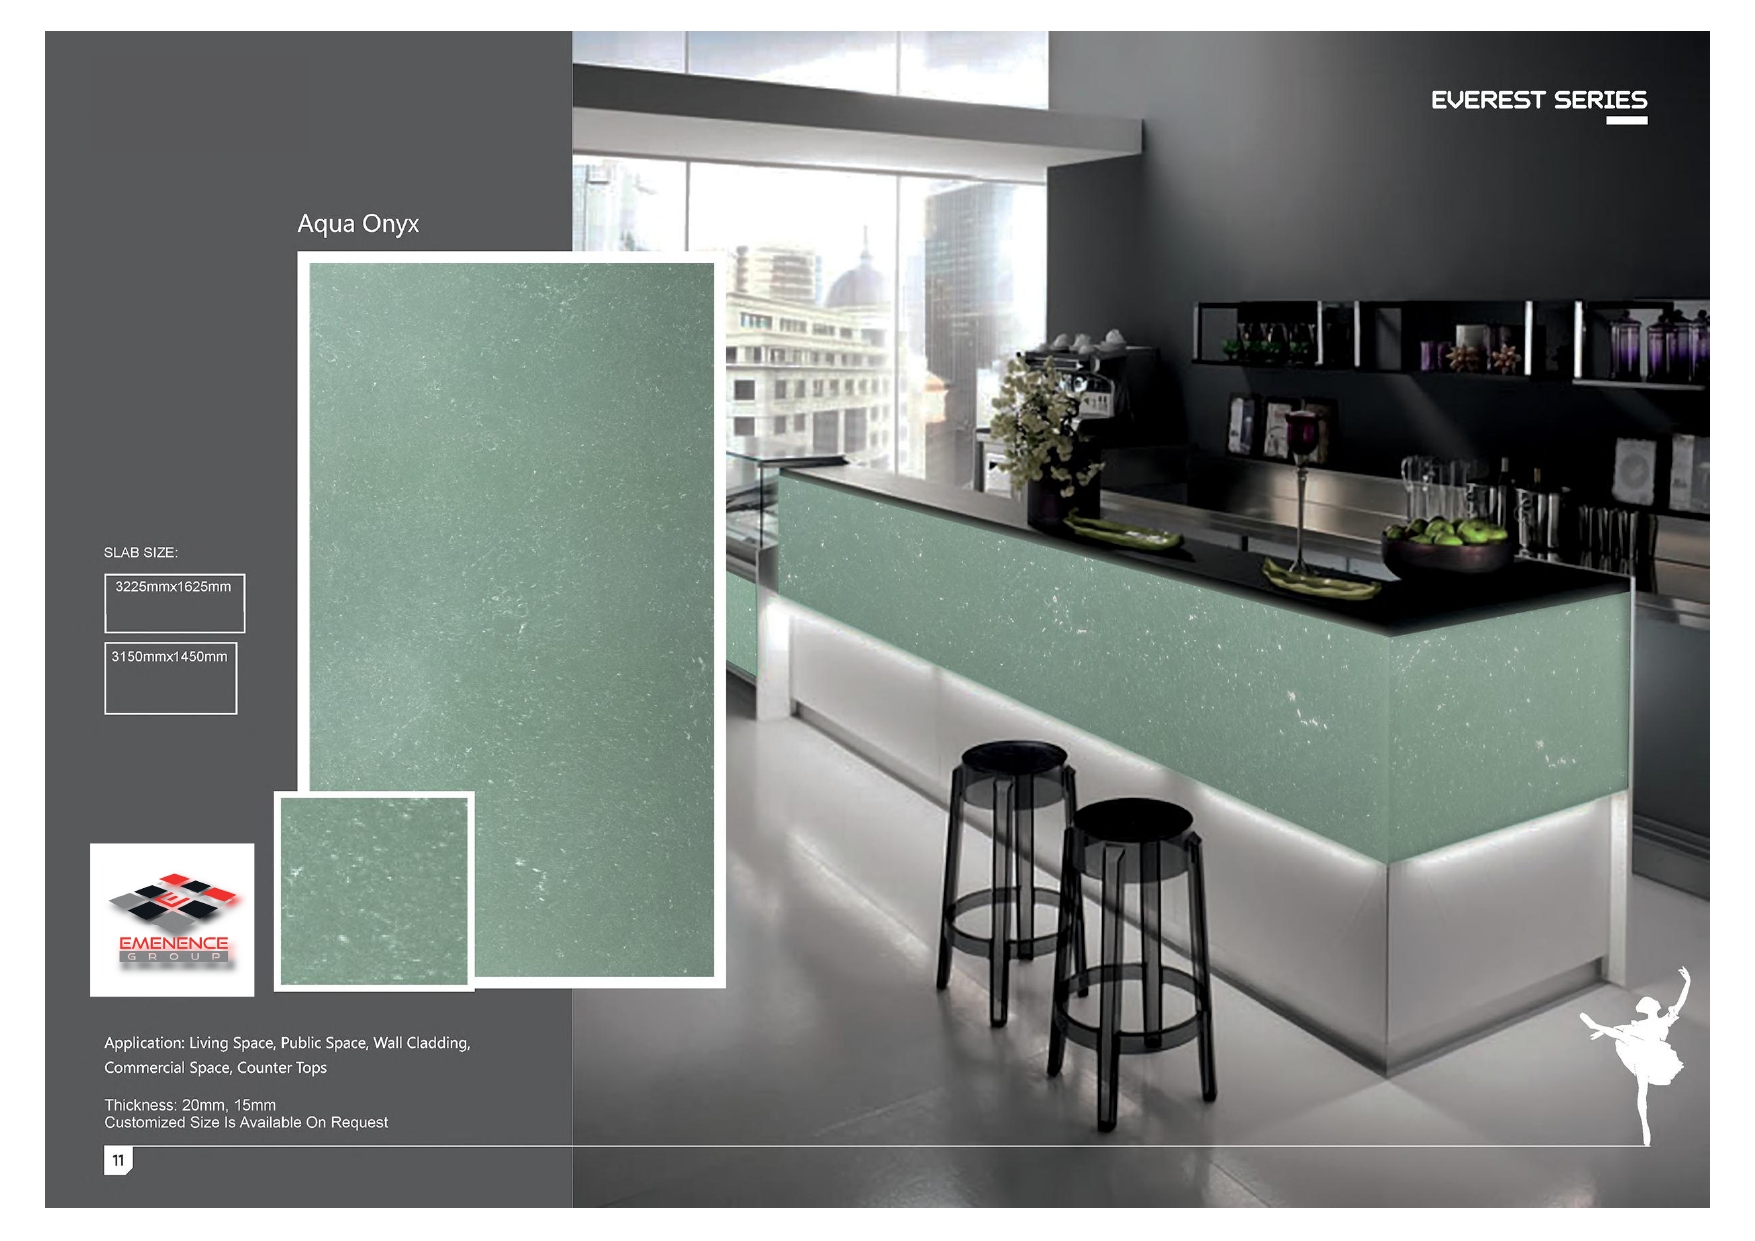 EVEREST SERIES
Aqua Onyx
SLAB SIZE:
3225mmx1625mm
3150mmx1450mm
E
EMENENCE
GROUP
Application: Living Space, Public Space, Wall Cladding,
Commercial Space, Counter Tops
Thickness: 20mm, 15mm
Customized Size Is Available On Request
11